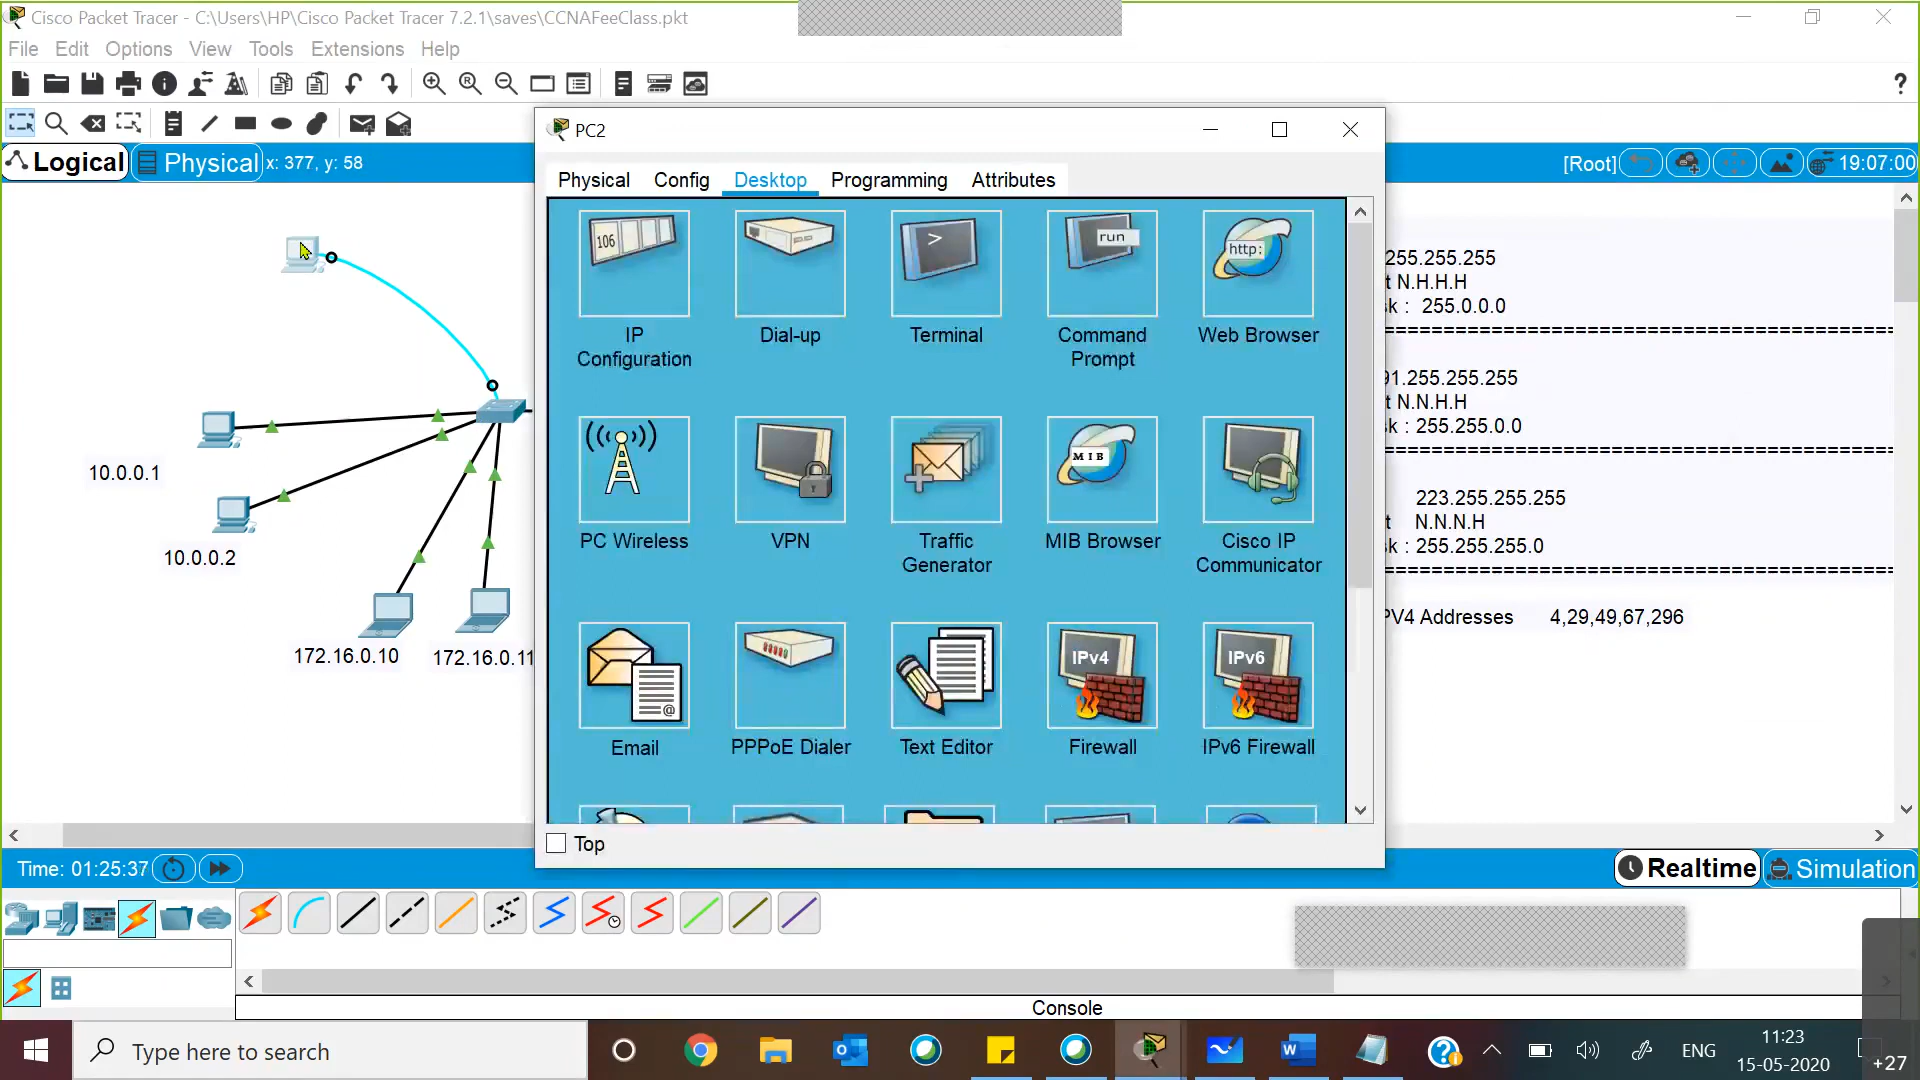 Cisco Packet Tracer - C:\Users\HP\Cisco Packet Tracer 7.2.1\saves\CCNAFeeClass.pkt
File Edit Options View Tools Extensions Help
?
Logical Physical x: 377, y: 58
[Root] 19:07:00
PC2
Physical Config Desktop Programming Attributes
106
>
run
http:
IP Configuration
Dial-up
Terminal
Command Prompt
Web Browser
MIB
PC Wireless
VPN
Traffic Generator
MIB Browser
Cisco IP Communicator
@
IPv4
IPv6
Email
PPPoE Dialer
Text Editor
Firewall
IPv6 Firewall
Top
10.0.0.1
10.0.0.2
172.16.0.10
172.16.0.11
255.255.255
t N.H.H.H
sk : 255.0.0.0
91.255.255.255
t N.N.H.H
sk : 255.255.0.0
223.255.255.255
t N.N.N.H
sk : 255.255.255.0
PV4 Addresses 4,29,49,67,296
Time: 01:25:37
Realtime Simulation
Console
Type here to search
ENG
11:23
15-05-2020
+27